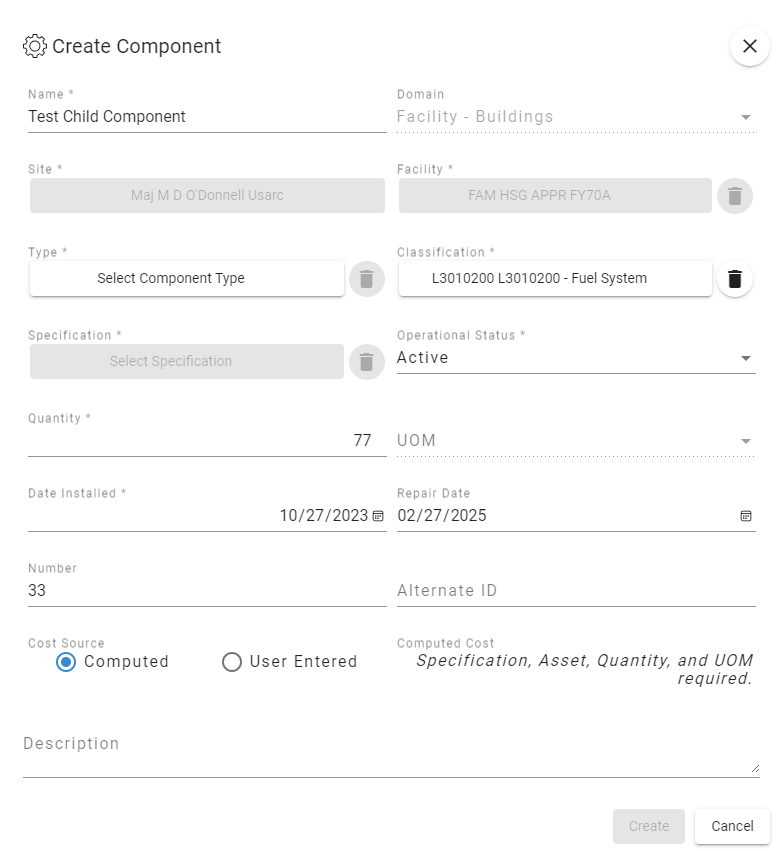 Create Component
Name *
Domain
Test Child Component
Facility - Buildings
Site *
Facility *
Maj M D O'Donnell Usarc
FAM HSG APPR FY70A
Type *
Classification *
Select Component Type
L3010200 L3010200 - Fuel System
Specification *
Operational Status *
Select Specification
Active
Quantity *
77
UOM
Date Installed *
Repair Date
10/27/2023
02/27/2025
Number
33
Alternate ID
Cost Source
Computed Cost
Computed
User Entered
Specification, Asset, Quantity, and UOM
required.
Description
Create
Cancel